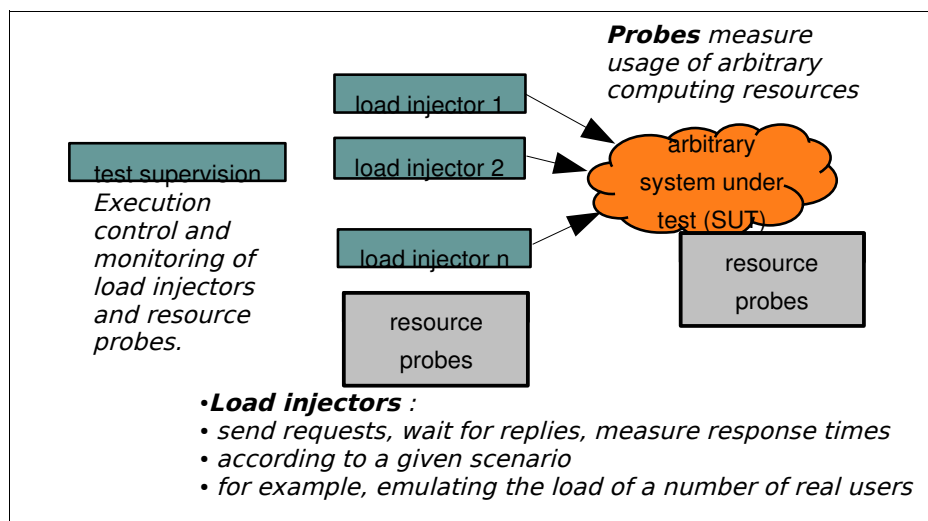 Probes measure
usage of arbitrary
computing resources
load injector 1
load injector 2
load injector n
test supervision
Execution
control and
monitoring of
load injectors
and resource
probes.
arbitrary
system under
test (SUT)
resource
probes
resource
probes
•Load injectors :
• send requests, wait for replies, measure response times
• according to a given scenario
• for example, emulating the load of a number of real users